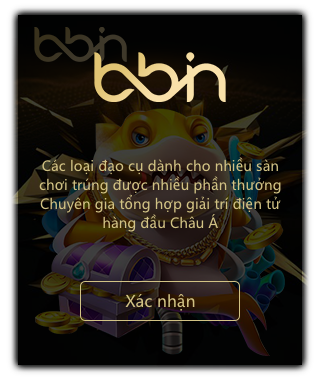 bbin
bbin
Các loại đạo cụ dành cho nhiều sàn
chơi trúng được nhiều phần thưởng
Chuyên gia tổng hợp giải trí điện tử
hàng đầu Châu Á
Xác nhận